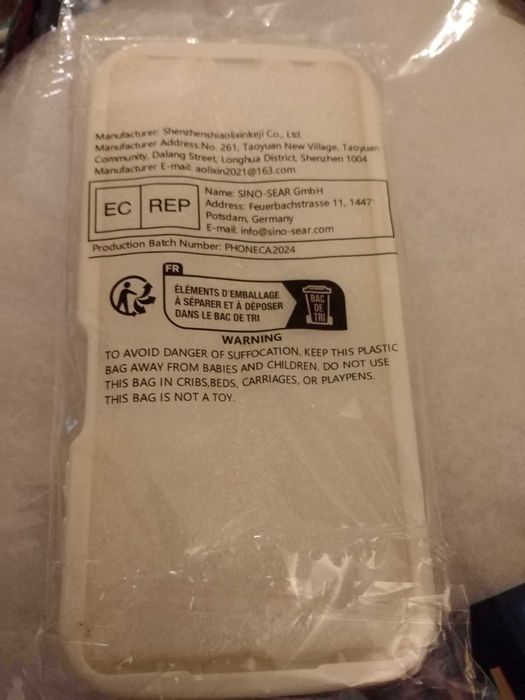 Manufacturer: Shenzhenshiaolixinkeji Co., Ltd
Manufacturer Address:No. 261, Taoyuan New Village, Taoyuan
Community, Dalang Street, Longhua District, Shenzhen 1004
Manufacturer E-mail: aolixin2021@163.com
EC REP
Name: SINO-SEAR GmbH
Address: Feuerbachstrasse 11, 1447
Potsdam, Germany
E-mail: info@sino-sear.com
Production Batch Number: PHONECA2024
FR
ÉLÉMENTS D'EMBALLAGE
À SÉPARER ET À DÉPOSER
DANS LE BAC DE TRI
BAC
DE
TRI
WARNING
TO AVOID DANGER OF SUFFOCATION, KEEP THIS PLASTIC
BAG AWAY FROM BABIES AND CHILDREN. DO NOT USE
THIS BAG IN CRIBS,BEDS, CARRIAGES, OR PLAYPENS.
THIS BAG IS NOT A TOY.